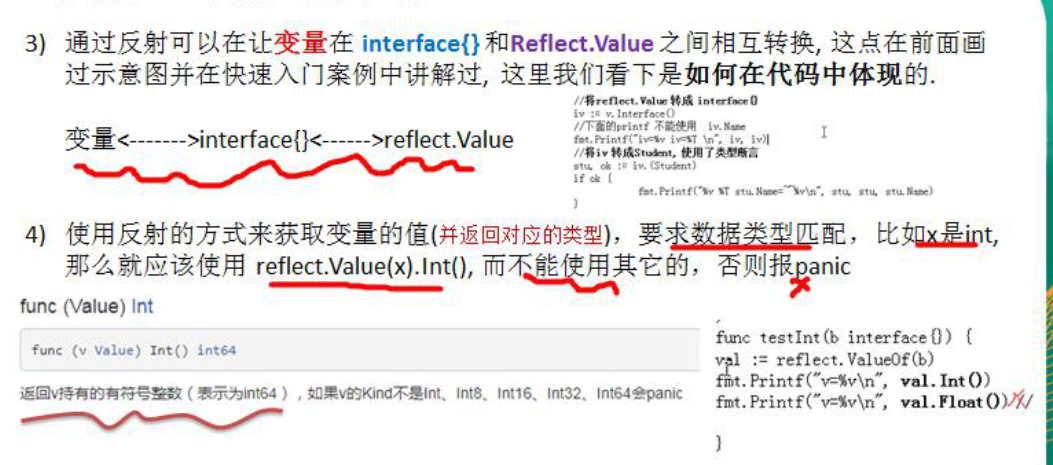 3) 通过反射可以在让变量在 interface{} 和Reflect.Value 之间相互转换, 这点在前面画
过示意图并在快速入门案例中讲解过, 这里我们看下是如何在代码中体现的.
//将reflect.Value 转成 interface{}
iv := v.Interface()
//下面的printf 不能使用 iv.Name
fmt.Printf("iv=%v iv=%T \n", iv, iv)
//将iv 转成Student, 使用了类型断言
stu, ok := iv.(Student)
if ok {
fmt.Printf("%v %T stu.Name=~~%v\n", stu, stu, stu.Name)
}
变量<------->interface{}<------>reflect.Value
4) 使用反射的方式来获取变量的值(并返回对应的类型)，要求数据类型匹配，比如x是int,
那么就应该使用 reflect.Value(x).Int(), 而不能使用其它的，否则报panic
func (Value) Int
func (v Value) Int() int64
返回v持有的有符号整数（表示为int64），如果v的Kind不是Int、Int8、Int16、Int32、Int64会panic
func testInt(b interface{}) {
val := reflect.ValueOf(b)
fmt.Printf("v=%v\n", val.Int())
fmt.Printf("v=%v\n", val.Float())//
}